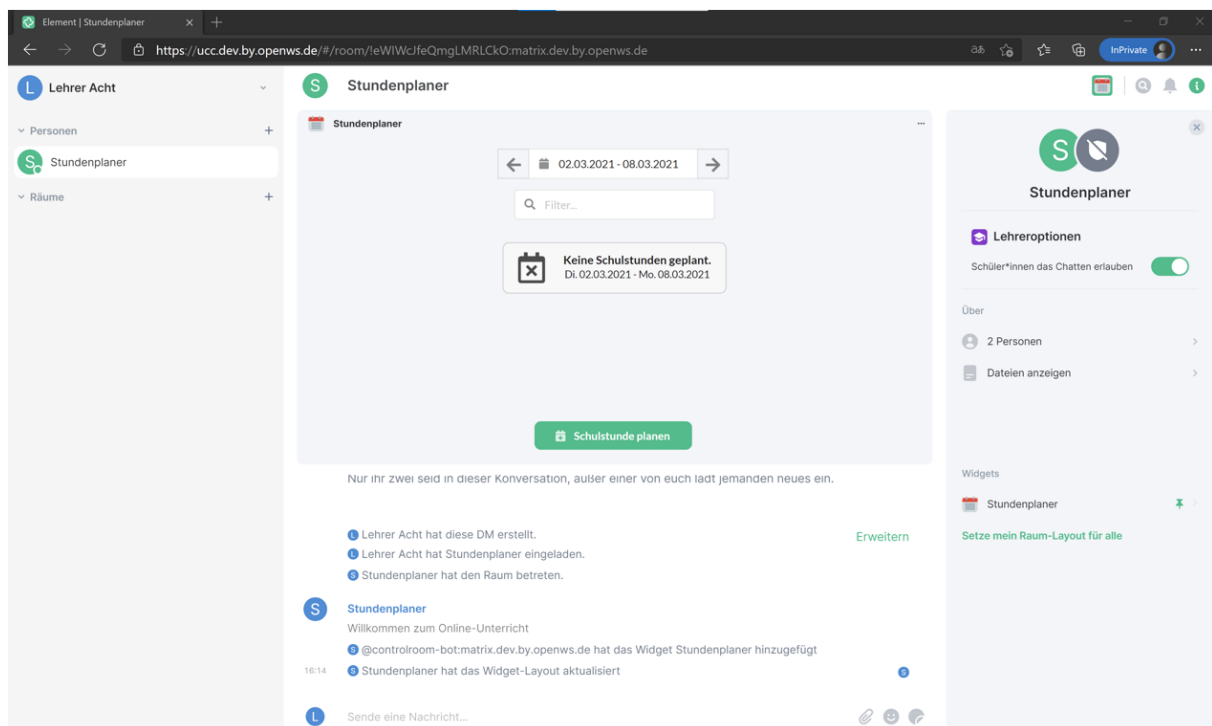 Element | Stundenplaner
https://ucc.dev.by.openws.de/#/room/!eWIWcJfeQmgLMRLCkO:matrix.dev.by.openws.de
InPrivate
L Lehrer Acht
Personen
S Stundenplaner
Räume
S Stundenplaner
Stundenplaner
02.03.2021 - 08.03.2021
Filter...
Keine Schulstunden geplant.
Di. 02.03.2021 - Mo. 08.03.2021
Schulstunde planen
Nur ihr zwei seid in dieser Konversation, außer einer von euch lädt jemanden neues ein.
L Lehrer Acht hat diese DM erstellt.
Erweitern
L Lehrer Acht hat Stundenplaner eingeladen.
S Stundenplaner hat den Raum betreten.
S Stundenplaner
Willkommen zum Online-Unterricht
S @controlroom-bot:matrix.dev.by.openws.de hat das Widget Stundenplaner hinzugefügt
16:14 S Stundenplaner hat das Widget-Layout aktualisiert S
L Sende eine Nachricht...
S
Stundenplaner
Lehreroptionen
Schüler*innen das Chatten erlauben
Über
2 Personen
Dateien anzeigen
Widgets
Stundenplaner
Setze mein Raum-Layout für alle